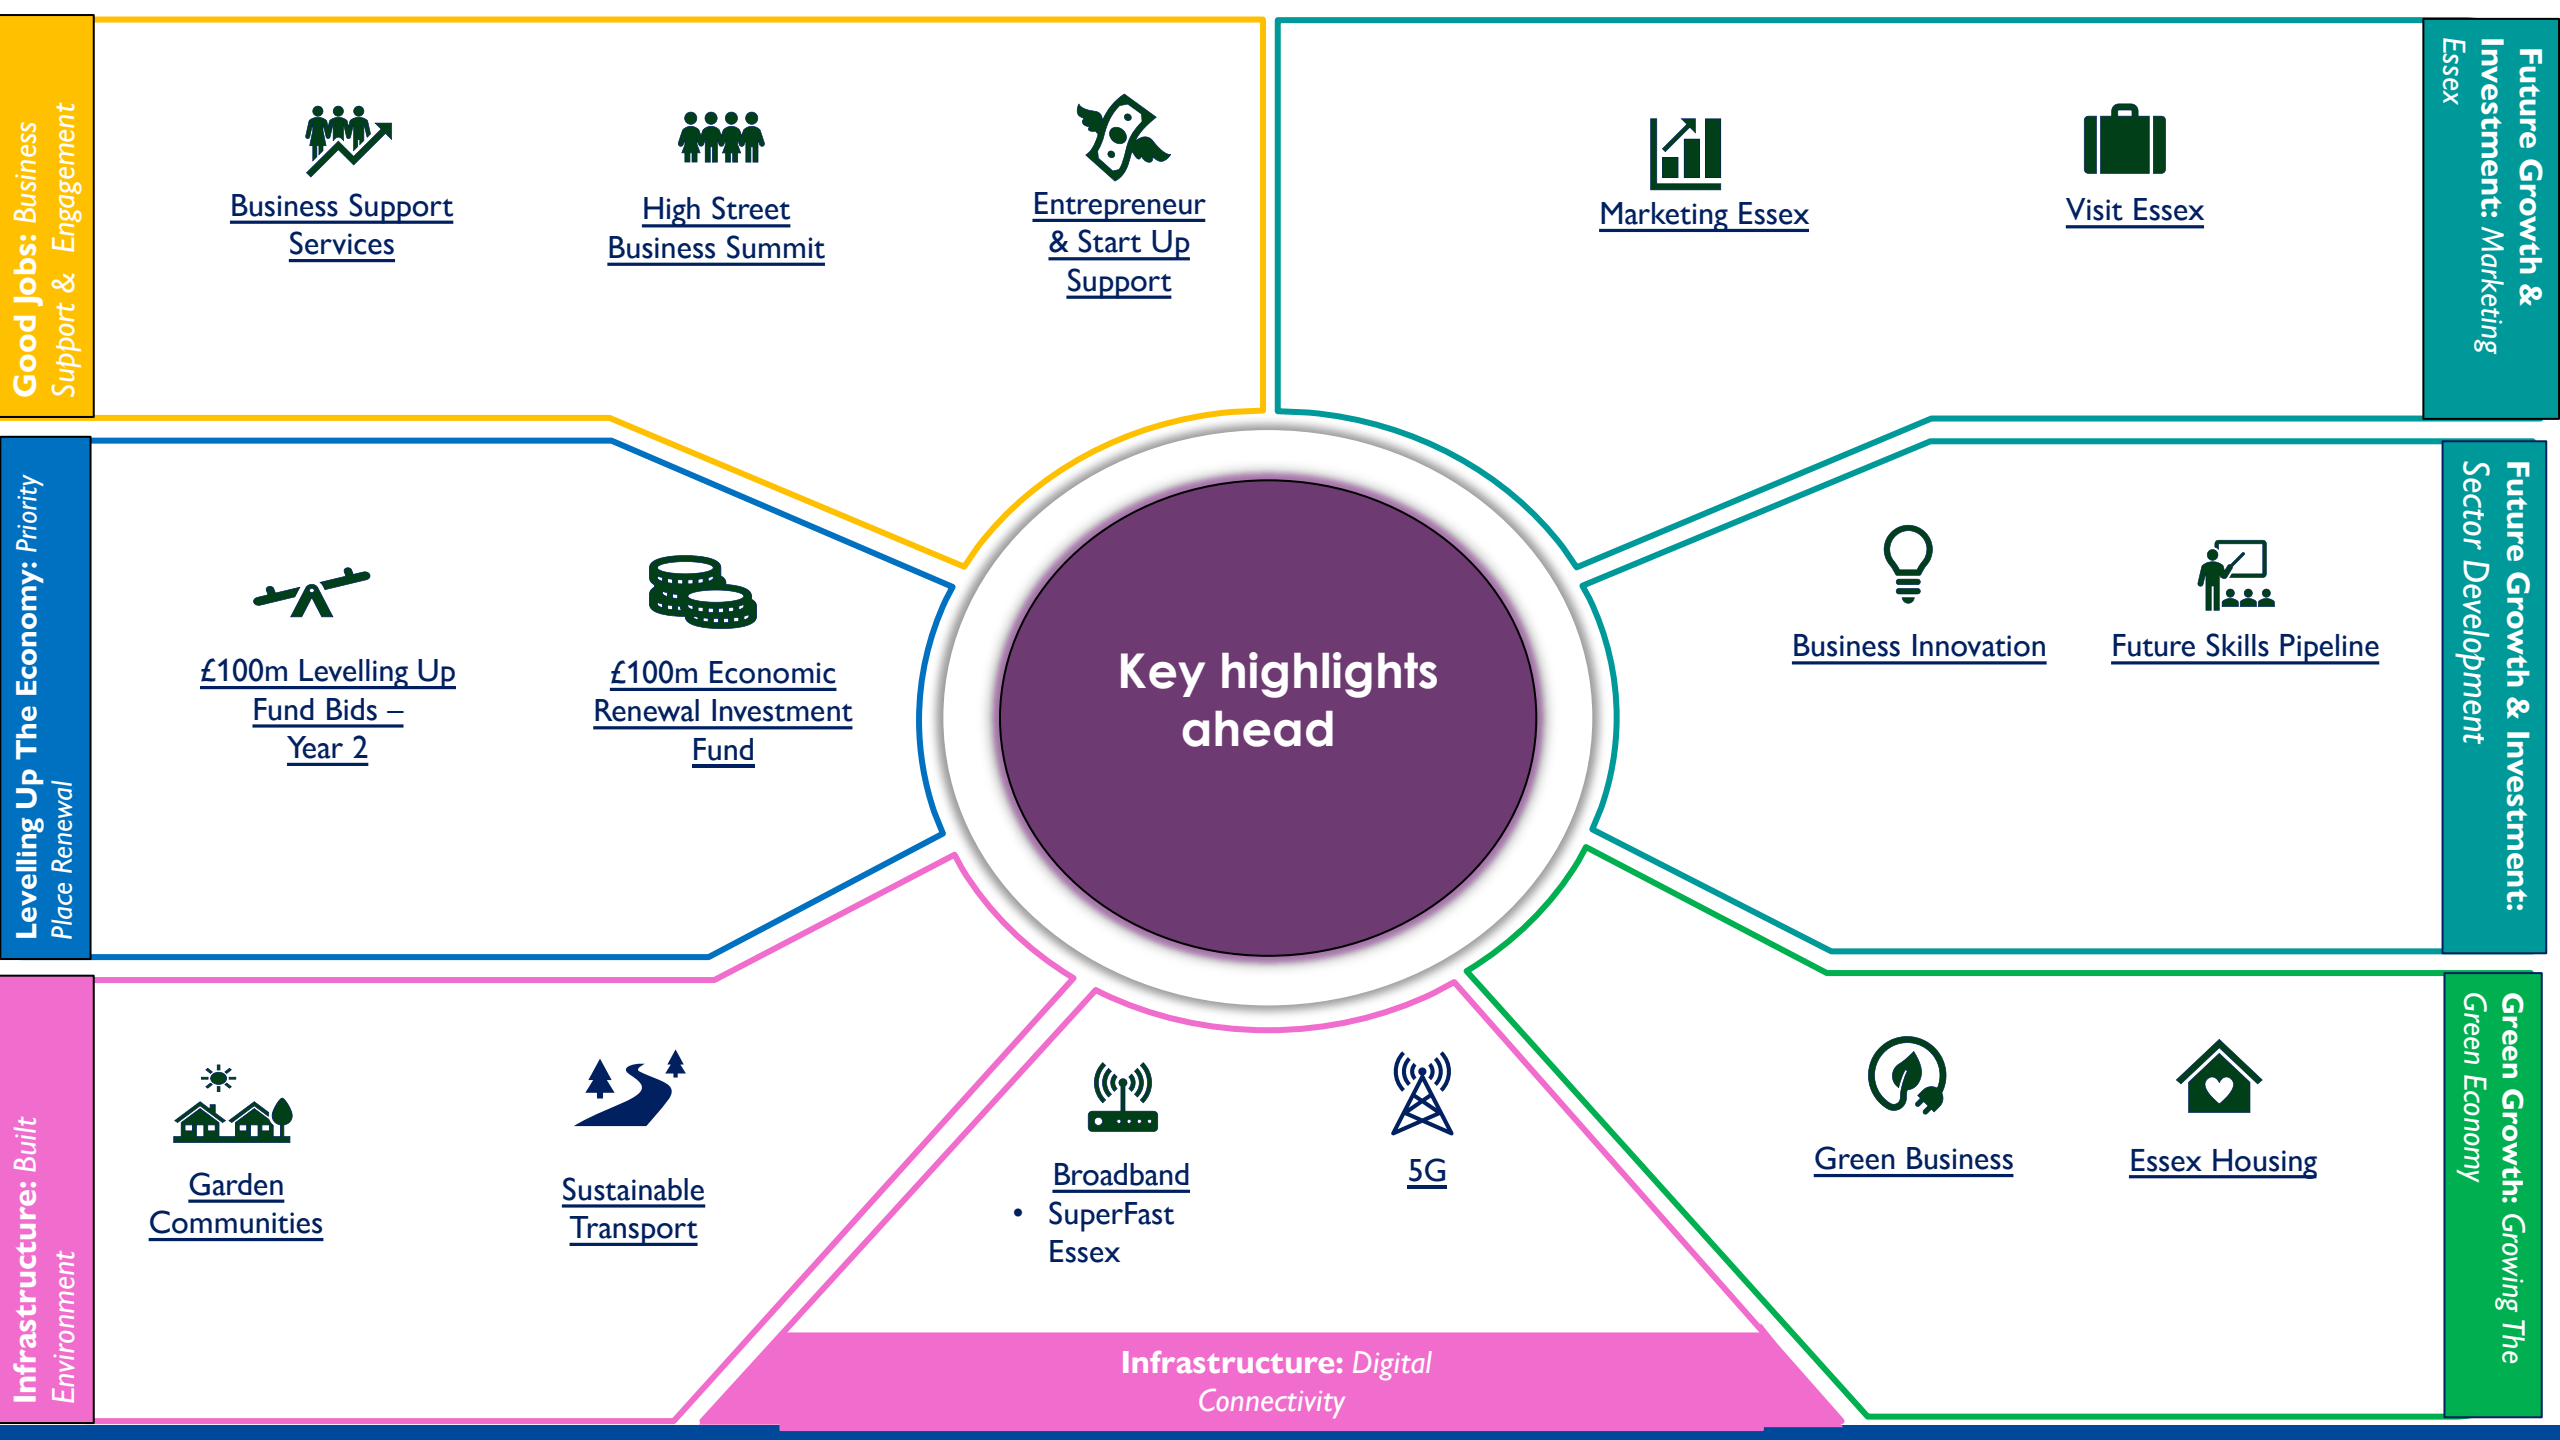 Good Jobs: Business
Support & Engagement
Business Support
Services
High Street
Business Summit
Entrepreneur
& Start Up
Support
Marketing Essex
Visit Essex
Future Growth &
Investment: Marketing
Essex
Levelling Up The Economy: Priority
Place Renewal
£100m Levelling Up
Fund Bids –
Year 2
£100m Economic
Renewal Investment
Fund
Key highlights
ahead
Business Innovation
Future Skills Pipeline
Future Growth & Investment:
Sector Development
Infrastructure: Built
Environment
Garden
Communities
Sustainable
Transport
Broadband
• SuperFast
Essex
5G
Infrastructure: Digital
Connectivity
Green Business
Essex Housing
Green Growth: Growing The
Green Economy